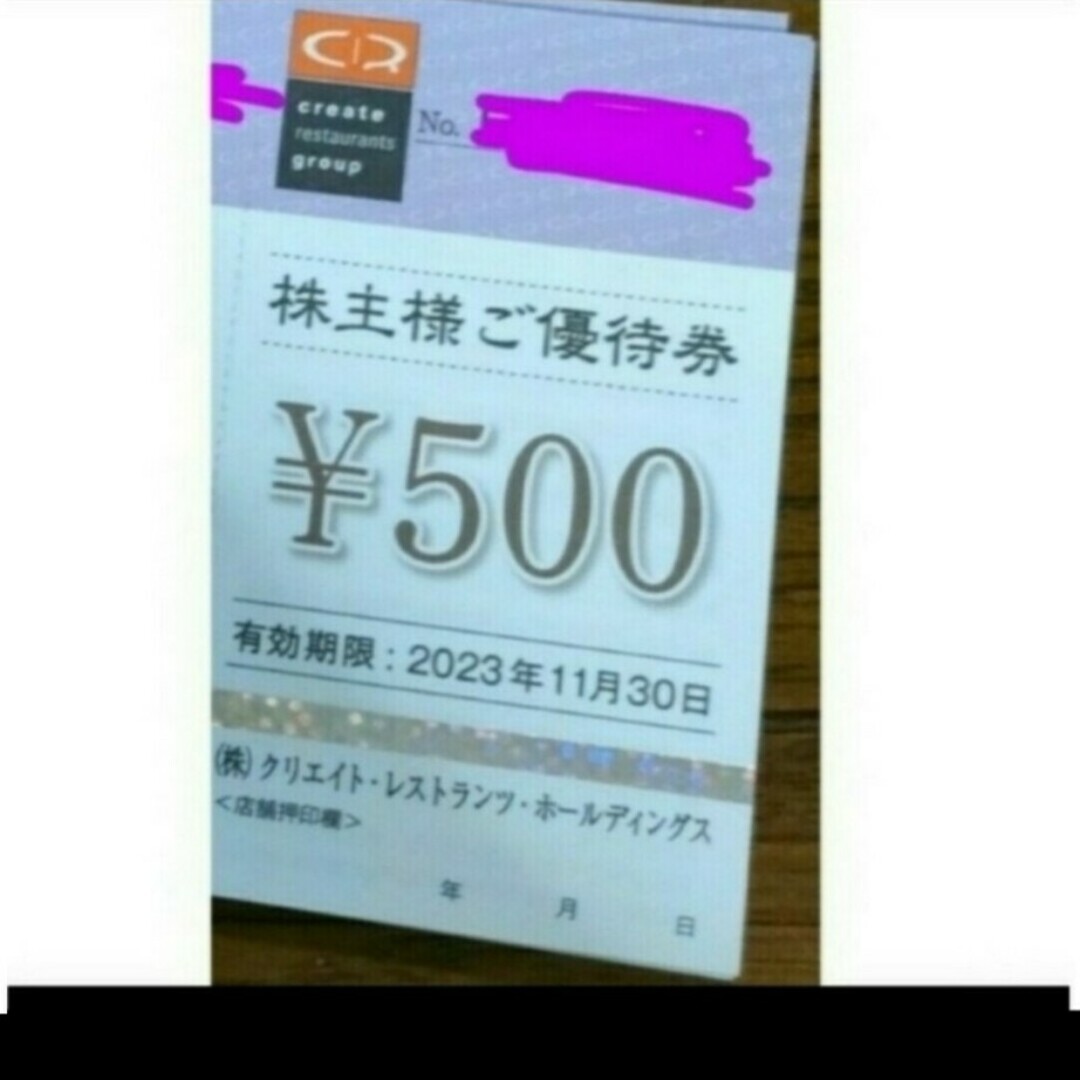 CR
create
restaurants
group
No.
株主様ご優待券
¥500
有効期限：2023年11月30日
(株)クリエイト・レストランツ・ホールディングス
<店舗押印欄>
年 月 日